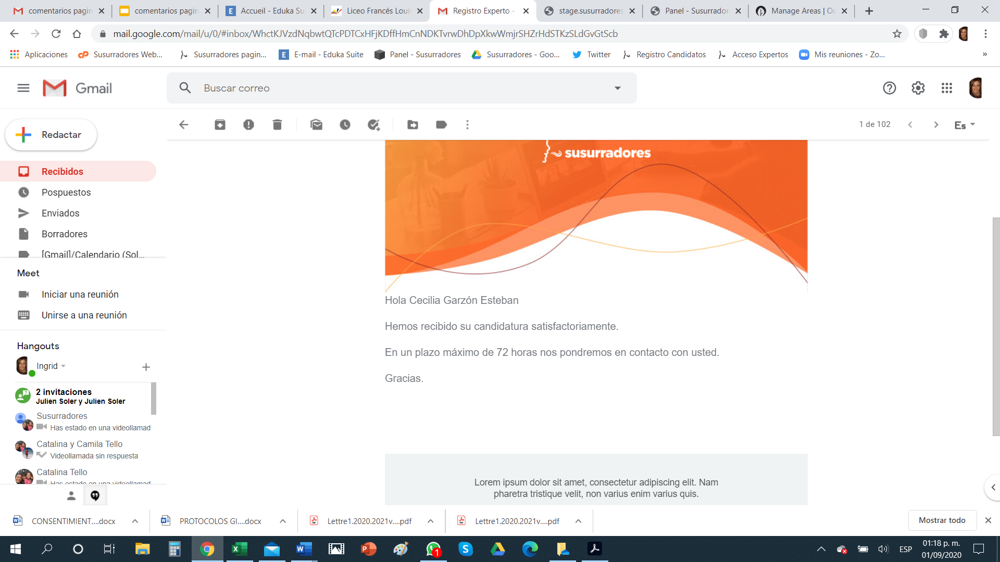 comentarios pagin
comentarios pagin
Accueil - Eduka Su
Liceo Francés Louis
Registro Experto -
stage.susurradores
Panel - Susurrador
Manage Areas | Oc
mail.google.com/mail/u/0/#inbox/WhctKJVzdNqbwtQTcPDTCxHFjKDffHmCnNDKTvrwDhDpXkwWmjrSHZrHdSTKzSLdGvGtScb
Aplicaciones
Susurradores Web...
Susurradores pagin...
E-mail - Eduka Suite
Panel - Susurradores
Susurradores - Goo...
Twitter
Registro Candidatos
Acceso Expertos
Mis reuniones - Zo...
»
Gmail
Buscar correo
Redactar
1 de 102
Es
Recibidos
Pospuestos
Enviados
Borradores
[Gmail]/Calendario (Sol...
Meet
Iniciar una reunión
Unirse a una reunión
Hangouts
Ingrid
2 invitaciones
Julien Soler y Julien Soler
Susurradores
Has estado en una videollamad
Catalina y Camila Tello
Videollamada sin respuesta
Catalina Tello
Has estado en una videollamad
susurradores
Hola Cecilia Garzón Esteban
Hemos recibido su candidatura satisfactoriamente.
En un plazo máximo de 72 horas nos pondremos en contacto con usted.
Gracias.
Lorem ipsum dolor sit amet, consectetur adipiscing elit. Nam
pharetra tristique velit, non varius enim varius quis.
CONSENTIMIENT....docx
PROTOCOLOS GI....docx
Lettre1.2020.2021v....pdf
Lettre1.2020.2021v....pdf
Mostrar todo
1
ESP
01:18 p. m.
01/09/2020